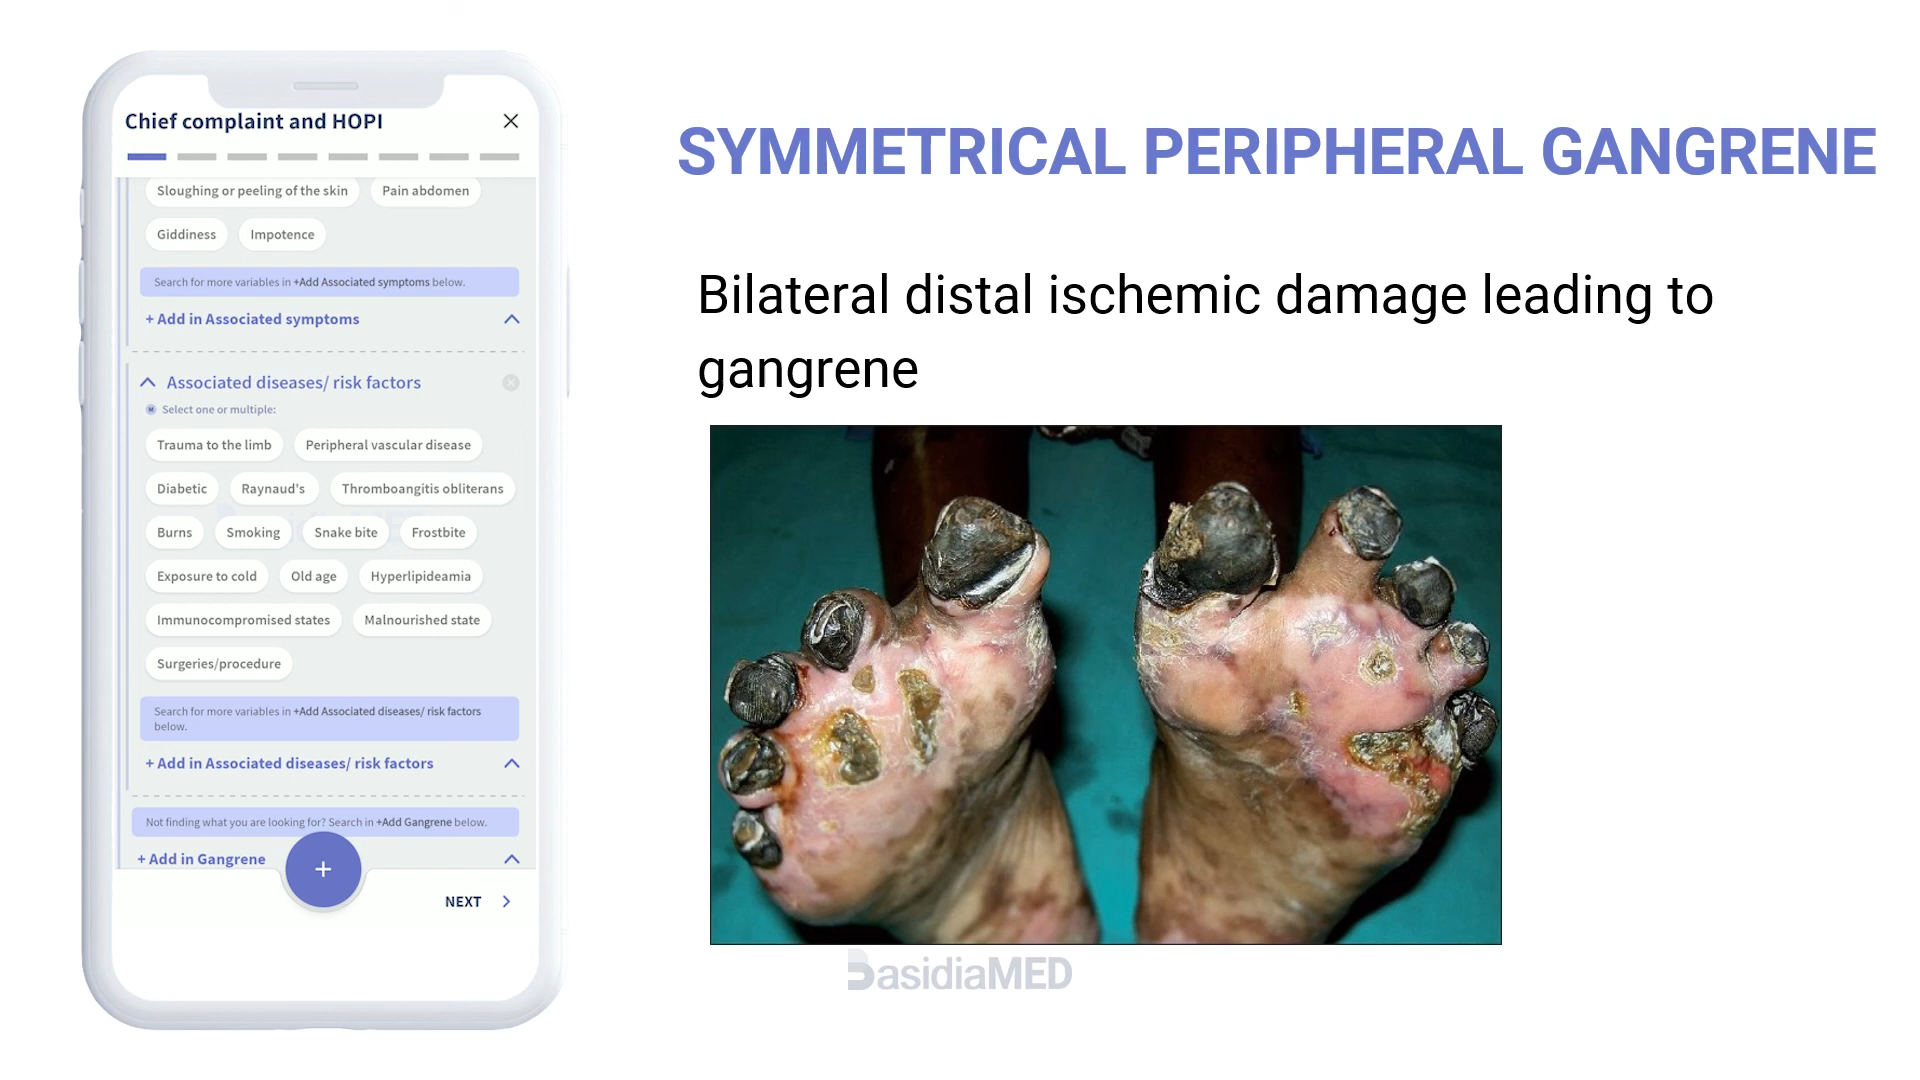 Chief complaint and HOPI
Sloughing or peeling of the skin
Pain abdomen
Giddiness
Impotence
Search for more variables in +Add Associated symptoms below.
+ Add in Associated symptoms
Associated diseases/ risk factors
M Select one or multiple:
Trauma to the limb
Peripheral vascular disease
Diabetic
Raynaud's
Thromboangitis obliterans
Burns
Smoking
Snake bite
Frostbite
Exposure to cold
Old age
Hyperlipideamia
Immunocompromised states
Malnourished state
Surgeries/procedure
Search for more variables in +Add Associated diseases/ risk factors
below.
+ Add in Associated diseases/ risk factors
Not finding what you are looking for? Search in +Add Gangrene below.
+ Add in Gangrene
+
NEXT
SYMMETRICAL PERIPHERAL GANGRENE
Bilateral distal ischemic damage leading to
gangrene
BasidiaMED